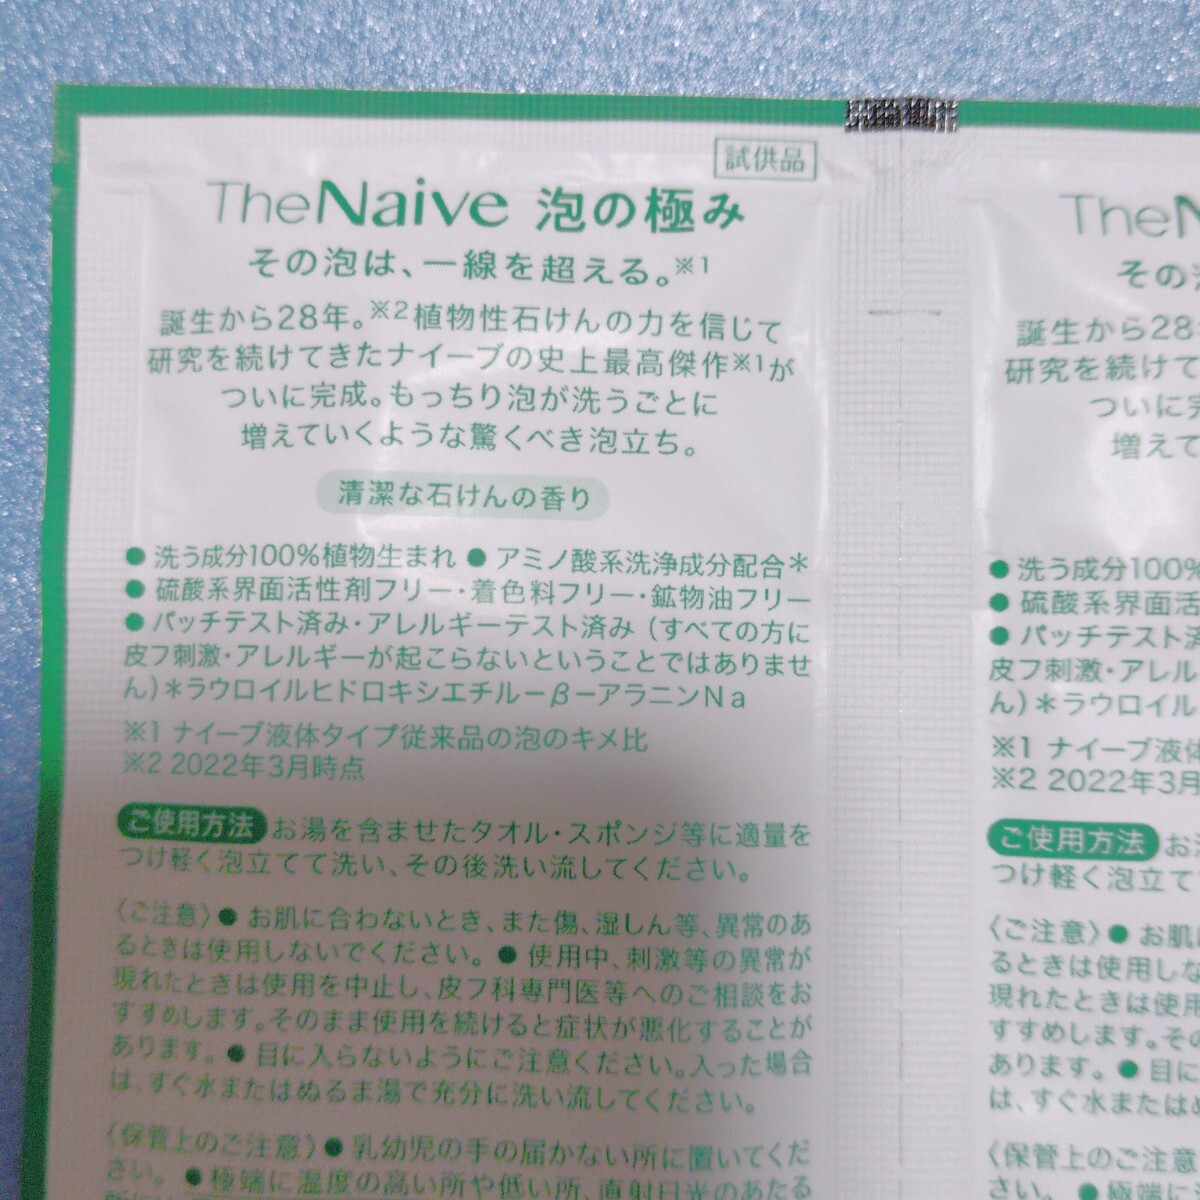 試供品
TheNaive 泡の極み
その泡は、一線を超える。※1
誕生から28年。※2植物性石けんの力を信じて
研究を続けてきたナイーブの史上最高傑作※1が
ついに完成。もっちり泡が洗うごとに
増えていくような驚くべき泡立ち。
清潔な石けんの香り
● 洗う成分100%植物生まれ ● アミノ酸系洗浄成分配合＊
● 硫酸系界面活性剤フリー・着色料フリー・鉱物油フリー
● パッチテスト済み・アレルギーテスト済み（すべての方に
皮フ刺激・アレルギーが起こらないということではありませ
ん）＊ラウロイルヒドロキシエチル－β－アラニンNa
※1 ナイーブ液体タイプ従来品の泡のキメ比
※2 2022年3月時点
ご使用方法 お湯を含ませたタオル・スポンジ等に適量を
つけ軽く泡立てて洗い、その後洗い流してください。
〈ご注意〉● お肌に合わないとき、また傷、湿しん等、異常のあ
るときは使用しないでください。 ● 使用中、刺激等の異常が
現れたときは使用を中止し、皮フ科専門医等へのご相談をお
すすめします。そのまま使用を続けると症状が悪化することが
あります。 ● 目に入らないようにご注意ください。入った場合
は、すぐ水またはぬるま湯で充分に洗い流してください。
〈保管上のご注意〉● 乳幼児の手の届かない所に置いてくだ
さい。 ● 極端に温度の高い所や低い所、直射日光のあたる
TheN
その
誕生から28
研究を続けて
ついに
増えて
● 洗う成分100%
● 硫酸系界面活
● パッチテスト済
皮フ刺激・アレル
ん）＊ラウロイル
※1 ナイーブ液
※2 2022年3月
ご使用方法 お
つけ軽く泡立て
〈ご注意〉● お肌
るときは使用しな
現れたときは使用
すすめします。その
あります。 ● 目に
は、すぐ水または
〈保管上のご注意
さい。 ● 極端に